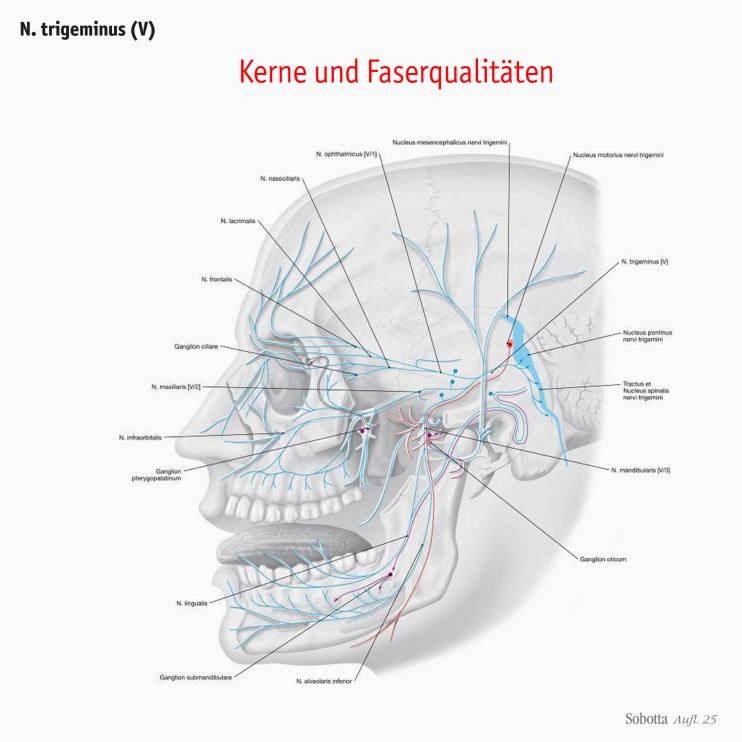 N. trigeminus (V)
Kerne und Faserqualitäten
Nucleus mesencephalicus nervi trigemini
N. ophthalmicus [V/1]
Nucleus motorius nervi trigemini
N. nasociliaris
N. lacrimalis
N. trigeminus [V]
N. frontalis
Nucleus pontinus
nervi trigemini
Ganglion ciliare
N. maxillaris [V/2]
Tractus et
Nucleus spinalis
nervi trigemini
N. infraorbitalis
Ganglion
pterygopalatinum
N. mandibularis [V/3]
Ganglion oticum
N. lingualis
Ganglion submandibulare
N. alveolaris inferior
Sobotta Aufl. 25